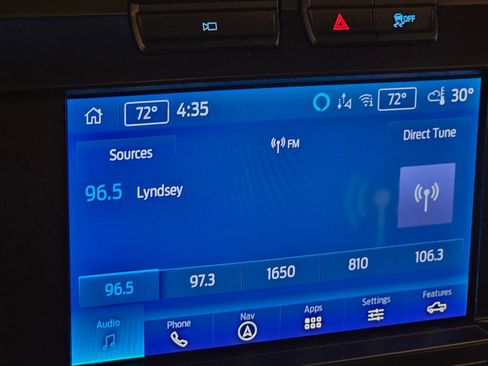 OFF
72° 4:35 72° 30°
Sources
FM
Direct Tune
96.5 Lyndsey
96.5 97.3 1650 810 106.3
Audio Phone Nav Apps Settings Features